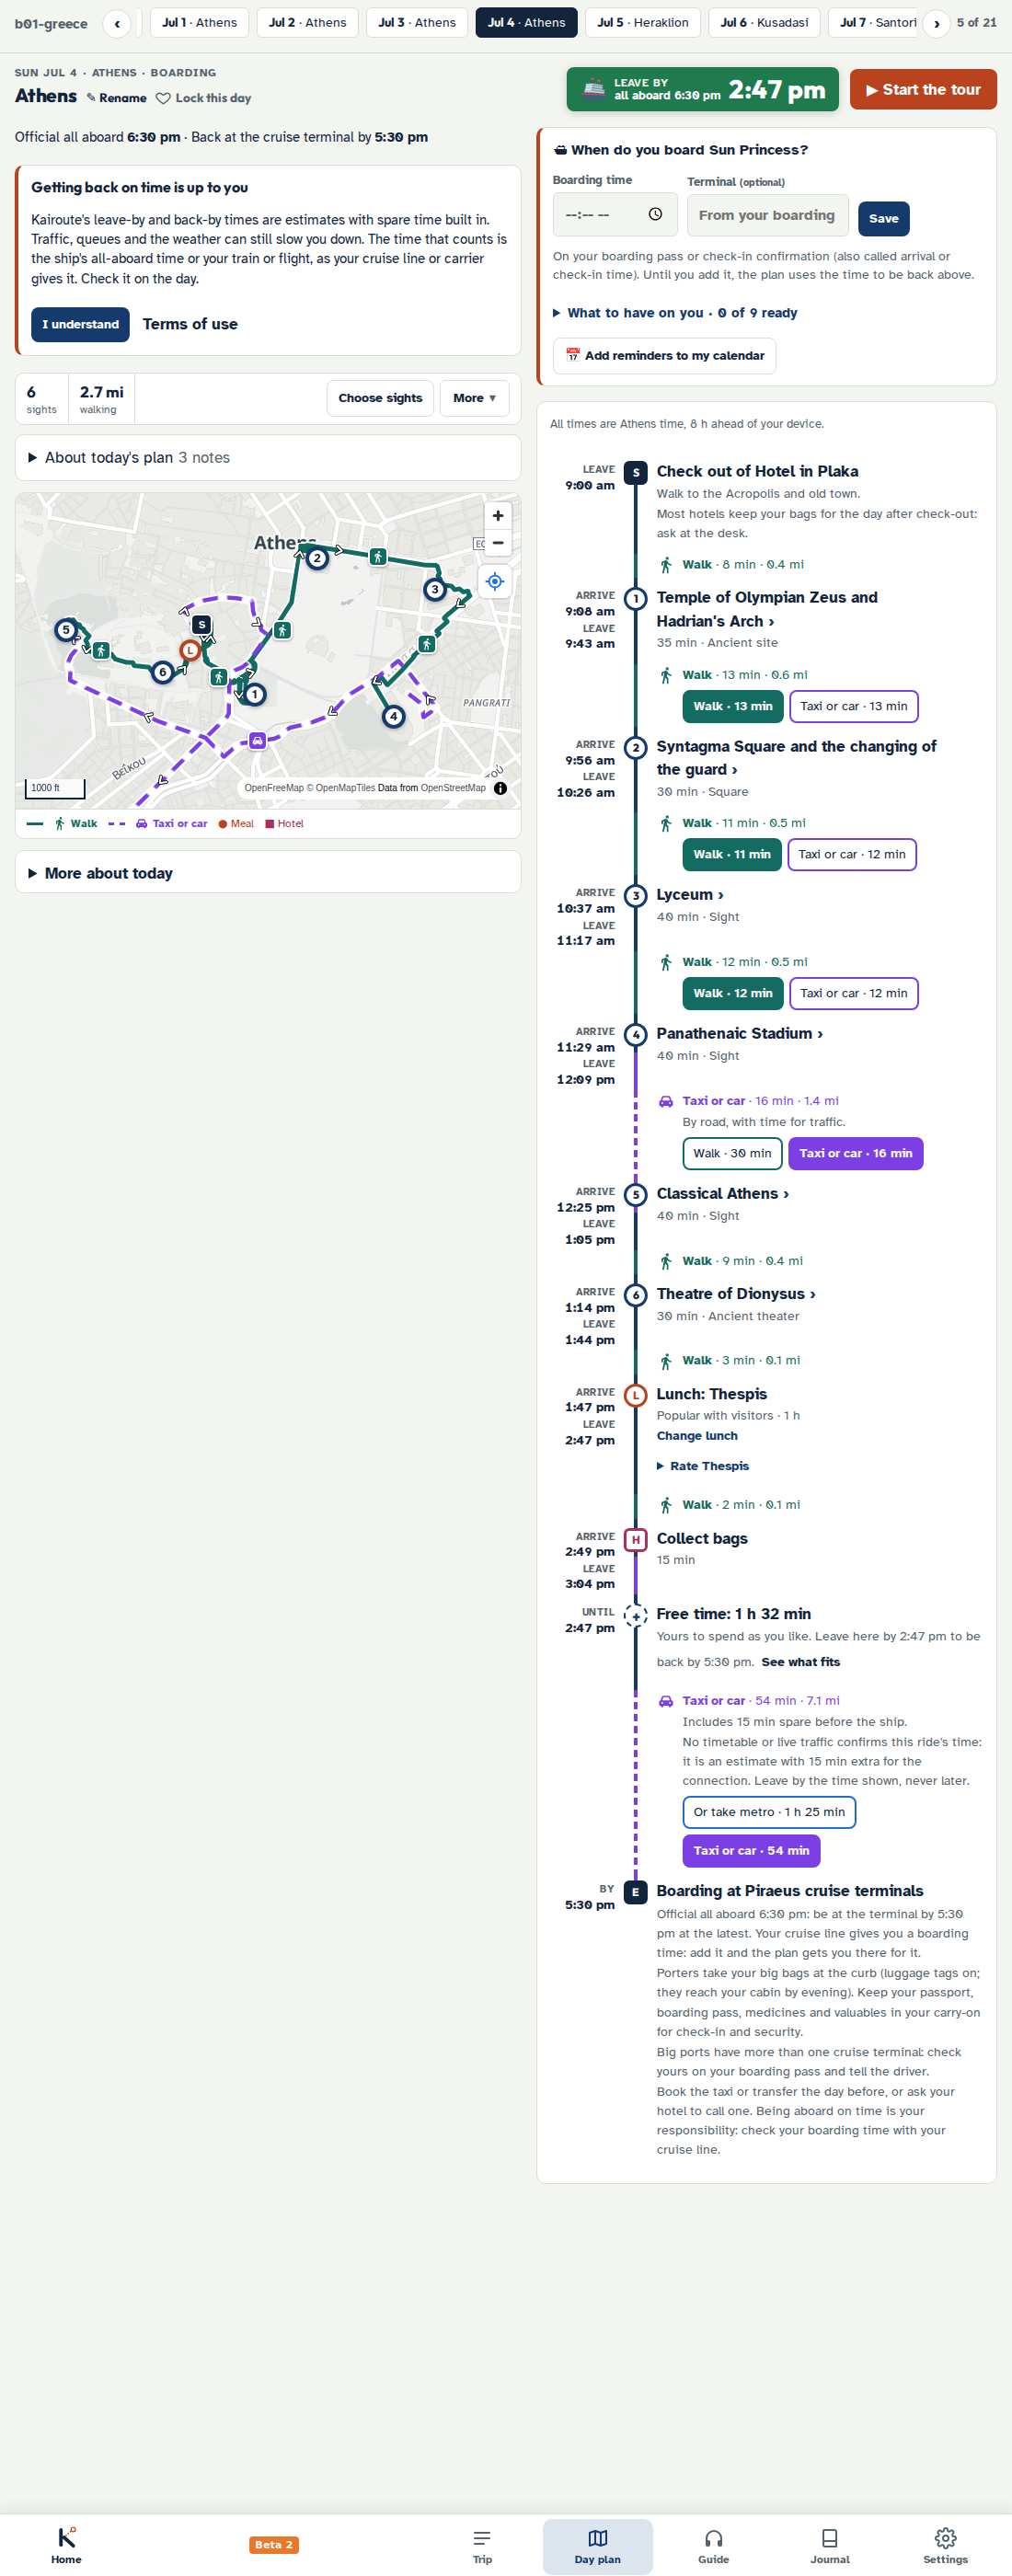 b01-greece
‹
Jul 1 · Athens
Jul 2 · Athens
Jul 3 · Athens
Jul 4 · Athens
Jul 5 · Heraklion
Jul 6 · Kusadasi
Jul 7 · Santori
›
5 of 21
SUN JUL 4 · ATHENS · BOARDING
Athens ✎ Rename Lock this day
LEAVE BY
all aboard 6:30 pm 2:47 pm
▶ Start the tour
Official all aboard 6:30 pm · Back at the cruise terminal by 5:30 pm
Getting back on time is up to you
Kairoute's leave-by and back-by times are estimates with spare time built in.
Traffic, queues and the weather can still slow you down. The time that counts is
the ship's all-aboard time or your train or flight, as your cruise line or carrier
gives it. Check it on the day.
I understand Terms of use
6
sights
2.7 mi
walking
Choose sights
More ▾
▶ About today's plan 3 notes
Athens
2
3
5
S
L
6
1
4
PANGRATI
ΒΕΪΚΟΥ
1000 ft
OpenFreeMap © OpenMapTiles Data from OpenStreetMap
Walk Taxi or car Meal Hotel
▶ More about today
When do you board Sun Princess?
Boarding time
Terminal (optional)
--:-- --
From your boarding
Save
On your boarding pass or check-in confirmation (also called arrival or
check-in time). Until you add it, the plan uses the time to be back above.
▶ What to have on you · 0 of 9 ready
Add reminders to my calendar
All times are Athens time, 8 h ahead of your device.
LEAVE
9:00 am
S
Check out of Hotel in Plaka
Walk to the Acropolis and old town.
Most hotels keep your bags for the day after check-out:
ask at the desk.
Walk · 8 min · 0.4 mi
ARRIVE
9:08 am
LEAVE
9:43 am
1
Temple of Olympian Zeus and
Hadrian's Arch ›
35 min · Ancient site
Walk · 13 min · 0.6 mi
Walk · 13 min
Taxi or car · 13 min
ARRIVE
9:56 am
LEAVE
10:26 am
2
Syntagma Square and the changing of
the guard ›
30 min · Square
Walk · 11 min · 0.5 mi
Walk · 11 min
Taxi or car · 12 min
ARRIVE
10:37 am
LEAVE
11:17 am
3
Lyceum ›
40 min · Sight
Walk · 12 min · 0.5 mi
Walk · 12 min
Taxi or car · 12 min
ARRIVE
11:29 am
LEAVE
12:09 pm
4
Panathenaic Stadium ›
40 min · Sight
Taxi or car · 16 min · 1.4 mi
By road, with time for traffic.
Walk · 30 min
Taxi or car · 16 min
ARRIVE
12:25 pm
LEAVE
1:05 pm
5
Classical Athens ›
40 min · Sight
Walk · 9 min · 0.4 mi
ARRIVE
1:14 pm
LEAVE
1:44 pm
6
Theatre of Dionysus ›
30 min · Ancient theater
Walk · 3 min · 0.1 mi
ARRIVE
1:47 pm
LEAVE
2:47 pm
L
Lunch: Thespis
Popular with visitors · 1 h
Change lunch
▶ Rate Thespis
Walk · 2 min · 0.1 mi
ARRIVE
2:49 pm
LEAVE
3:04 pm
H
Collect bags
15 min
UNTIL
2:47 pm
+
Free time: 1 h 32 min
Yours to spend as you like. Leave here by 2:47 pm to be
back by 5:30 pm. See what fits
Taxi or car · 54 min · 7.1 mi
Includes 15 min spare before the ship.
No timetable or live traffic confirms this ride's time:
it is an estimate with 15 min extra for the
connection. Leave by the time shown, never later.
Or take metro · 1 h 25 min
Taxi or car · 54 min
BY
5:30 pm
E
Boarding at Piraeus cruise terminals
Official all aboard 6:30 pm: be at the terminal by 5:30
pm at the latest. Your cruise line gives you a boarding
time: add it and the plan gets you there for it.
Porters take your big bags at the curb (luggage tags on;
they reach your cabin by evening). Keep your passport,
boarding pass, medicines and valuables in your carry-on
for check-in and security.
Big ports have more than one cruise terminal: check
yours on your boarding pass and tell the driver.
Book the taxi or transfer the day before, or ask your
hotel to call one. Being aboard on time is your
responsibility: check your boarding time with your
cruise line.
Home
Beta 2
Trip
Day plan
Guide
Journal
Settings